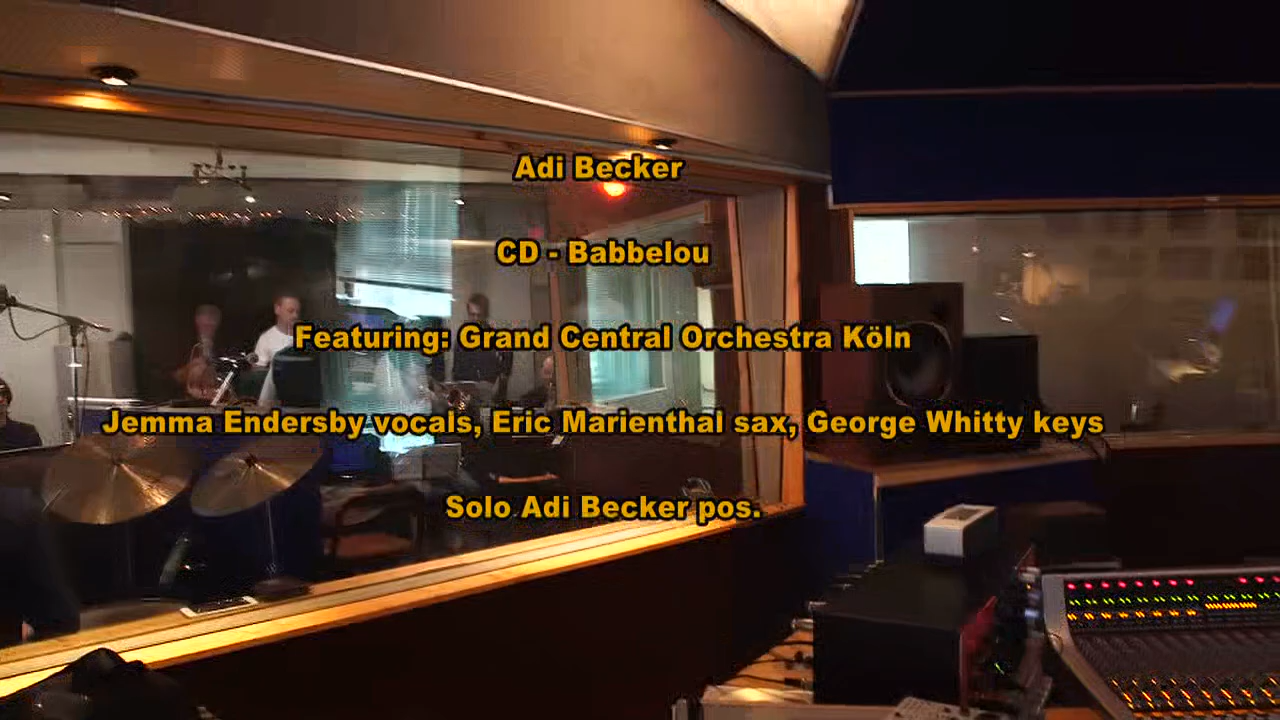 Adi Becker
CD - Babbelou
Featuring: Grand Central Orchestra Köln
Jemma Endersby vocals, Eric Marienthal sax, George Whitty keys
Solo Adi Becker pos.